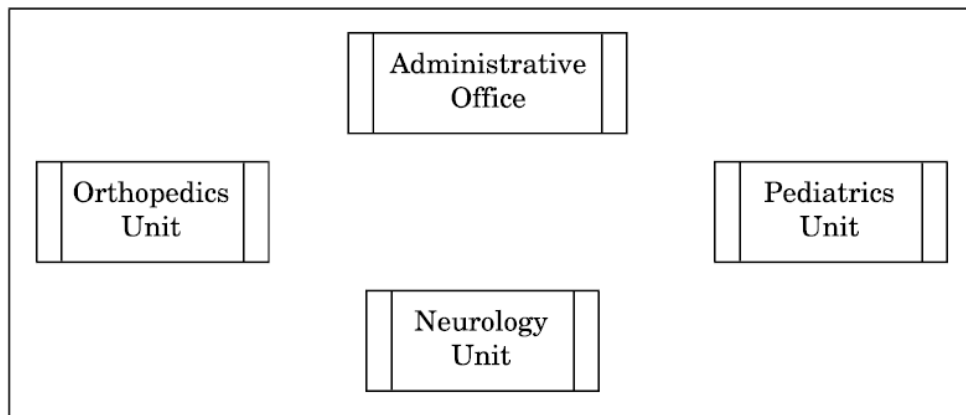 Administrative
Office
Orthopedics
Unit
Pediatrics
Unit
Neurology
Unit